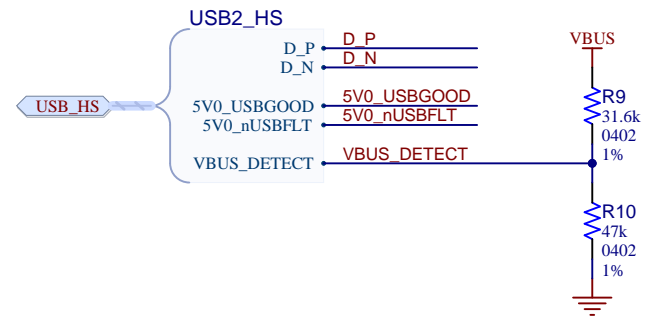 USB2_HS
D_P
D_P
D_N
D_N
VBUS
USB_HS
5V0_USBGOOD
5V0_USBGOOD
5V0_nUSBFLT
5V0_nUSBFLT
VBUS_DETECT
VBUS_DETECT
R9
31.6k
0402
1%
R10
47k
0402
1%